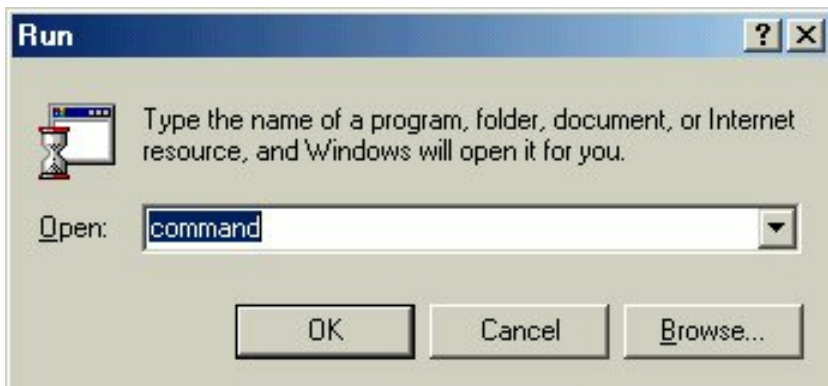 Run
Type the name of a program, folder, document, or Internet
resource, and Windows will open it for you.
Open: command
OK Cancel Browse...